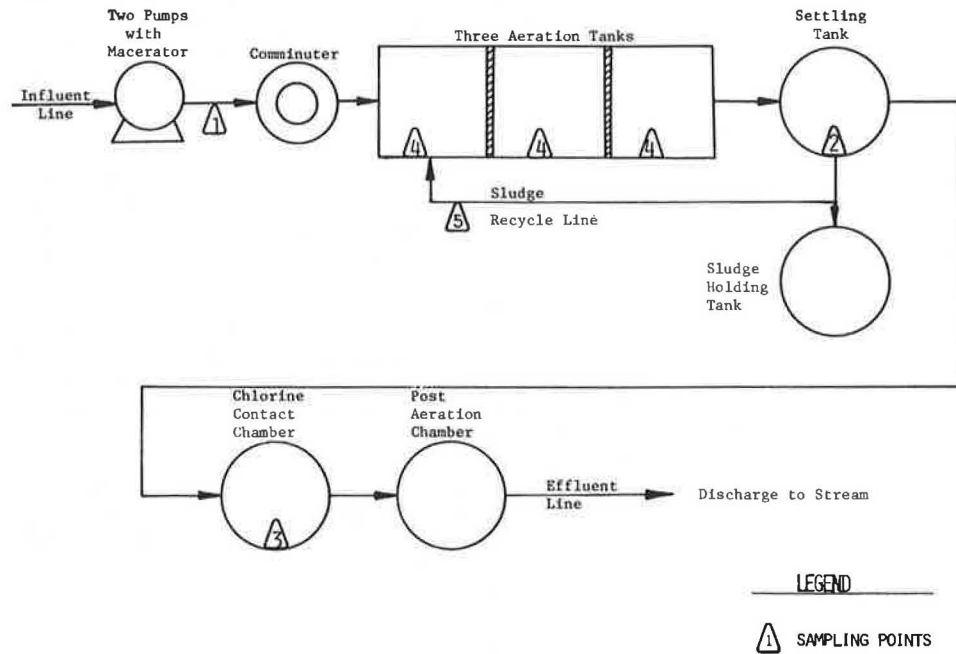 Two Pumps
with
Macerator
Influent
Line
1
Comminuter
Three Aeration Tanks
4
4
4
Settling
Tank
2
Sludge
Recycle Line
5
Sludge
Holding
Tank
Chlorine
Contact
Chamber
3
Post
Aeration
Chamber
Effluent
Line
Discharge to Stream
LEGEND
1 SAMPLING POINTS